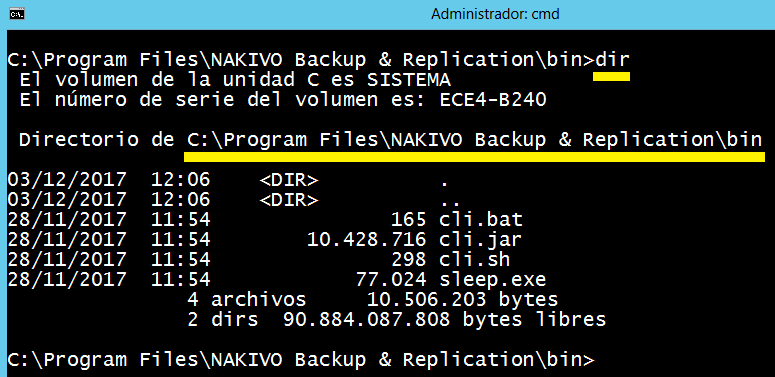 Administrador: cmd
C:\Program Files\NAKIVO Backup & Replication\bin>dir
 El volumen de la unidad C es SISTEMA
 El número de serie del volumen es: ECE4-B240

 Directorio de C:\Program Files\NAKIVO Backup & Replication\bin

03/12/2017  12:06    <DIR>          .
03/12/2017  12:06    <DIR>          ..
28/11/2017  11:54               165 cli.bat
28/11/2017  11:54        10.428.716 cli.jar
28/11/2017  11:54               298 cli.sh
28/11/2017  11:54            77.024 sleep.exe
               4 archivos     10.506.203 bytes
               2 dirs  90.884.087.808 bytes libres

C:\Program Files\NAKIVO Backup & Replication\bin>